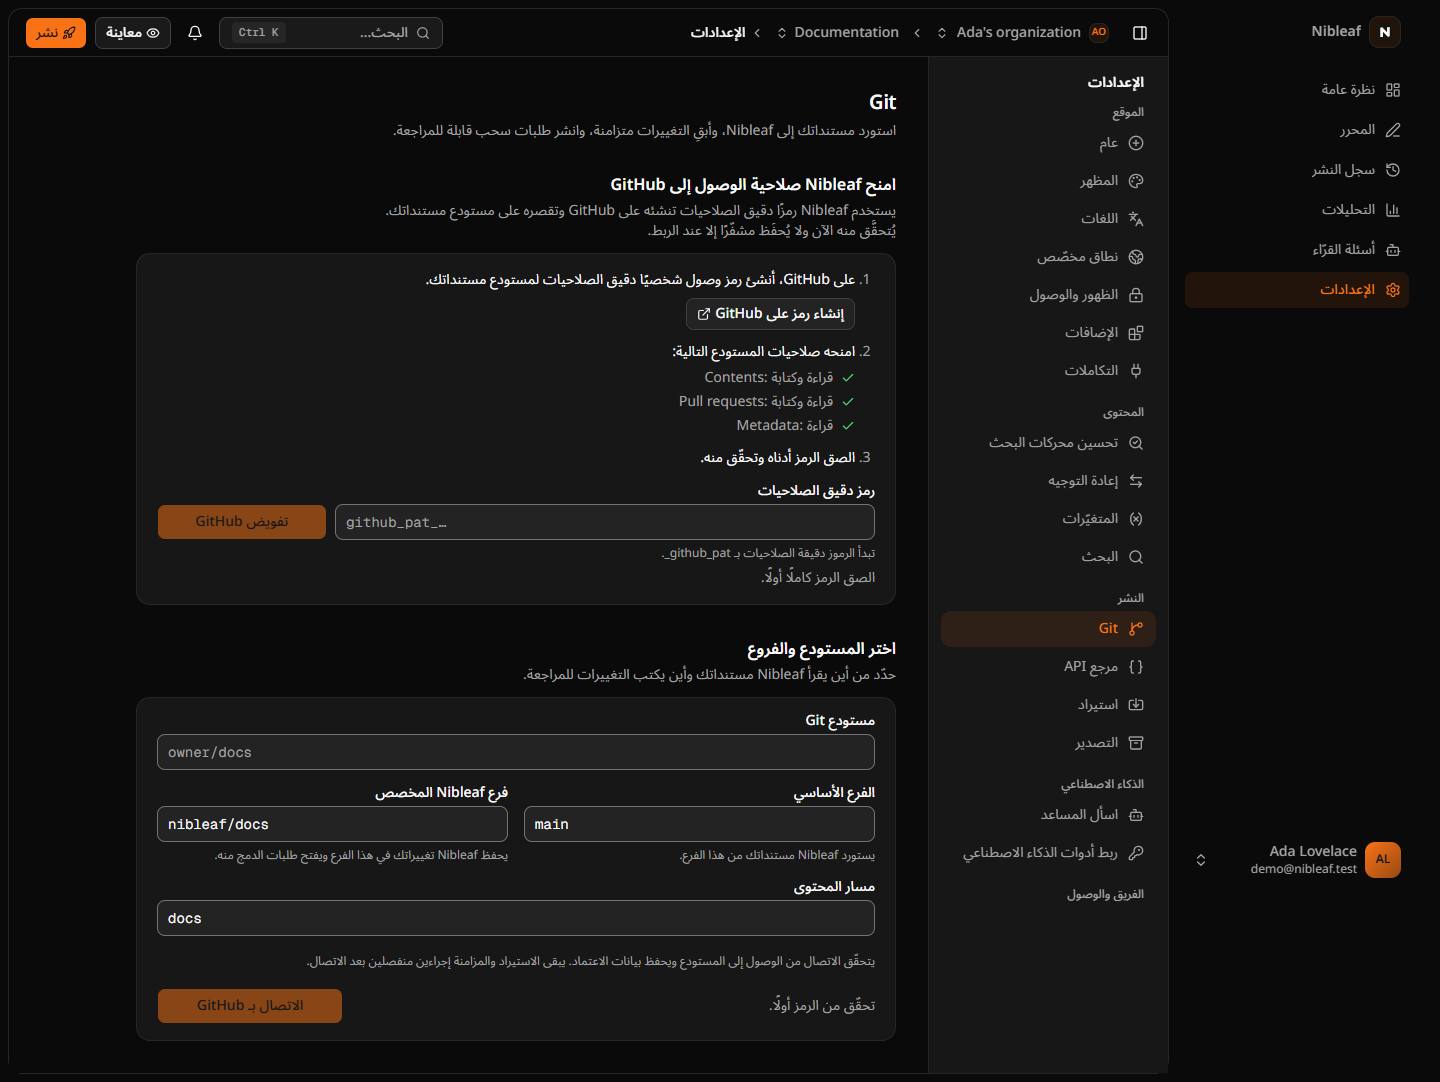 Nibleaf
N
نظرة عامة
المحرر
سجل النشر
التحليلات
أسئلة القرّاء
الإعدادات
Ada Lovelace
demo@nibleaf.test
AL
AO
Ada's organization
Documentation
الإعدادات
البحث...
Ctrl K
معاينة
نشر
الإعدادات
الموقع
عام
المظهر
اللغات
نطاق مخصّص
الظهور والوصول
الإضافات
التكاملات
المحتوى
تحسين محركات البحث
إعادة التوجيه
المتغيّرات
البحث
النشر
Git
مرجع API
استيراد
التصدير
الذكاء الاصطناعي
اسأل المساعد
ربط أدوات الذكاء الاصطناعي
الفريق والوصول
Git
استورد مستنداتك إلى Nibleaf، وأبقِ التغييرات متزامنة، وانشر طلبات سحب قابلة للمراجعة.
امنح Nibleaf صلاحية الوصول إلى GitHub
يستخدم Nibleaf رمزًا دقيق الصلاحيات تنشئه على GitHub وتقصره على مستودع مستنداتك.
يُتحقَّق منه الآن ولا يُحفَظ مشفّرًا إلا عند الربط.
1. على GitHub، أنشئ رمز وصول شخصيًا دقيق الصلاحيات لمستودع مستنداتك.
إنشاء رمز على GitHub
2. امنحه صلاحيات المستودع التالية:
Contents: قراءة وكتابة
Pull requests: قراءة وكتابة
Metadata: قراءة
3. الصق الرمز أدناه وتحقّق منه.
رمز دقيق الصلاحيات
github_pat_…
تفويض GitHub
تبدأ الرموز دقيقة الصلاحيات بـ github_pat_.
الصق الرمز كاملًا أولًا.
اختر المستودع والفروع
حدّد من أين يقرأ Nibleaf مستنداتك وأين يكتب التغييرات للمراجعة.
مستودع Git
owner/docs
الفرع الأساسي
main
يستورد Nibleaf مستنداتك من هذا الفرع.
فرع Nibleaf المخصص
nibleaf/docs
يحفظ Nibleaf تغييراتك في هذا الفرع ويفتح طلبات الدمج منه.
مسار المحتوى
docs
يتحقّق الاتصال من الوصول إلى المستودع ويحفظ بيانات الاعتماد. يبقى الاستيراد والمزامنة إجراءين منفصلين بعد الاتصال.
تحقّق من الرمز أولًا.
الاتصال بـ GitHub